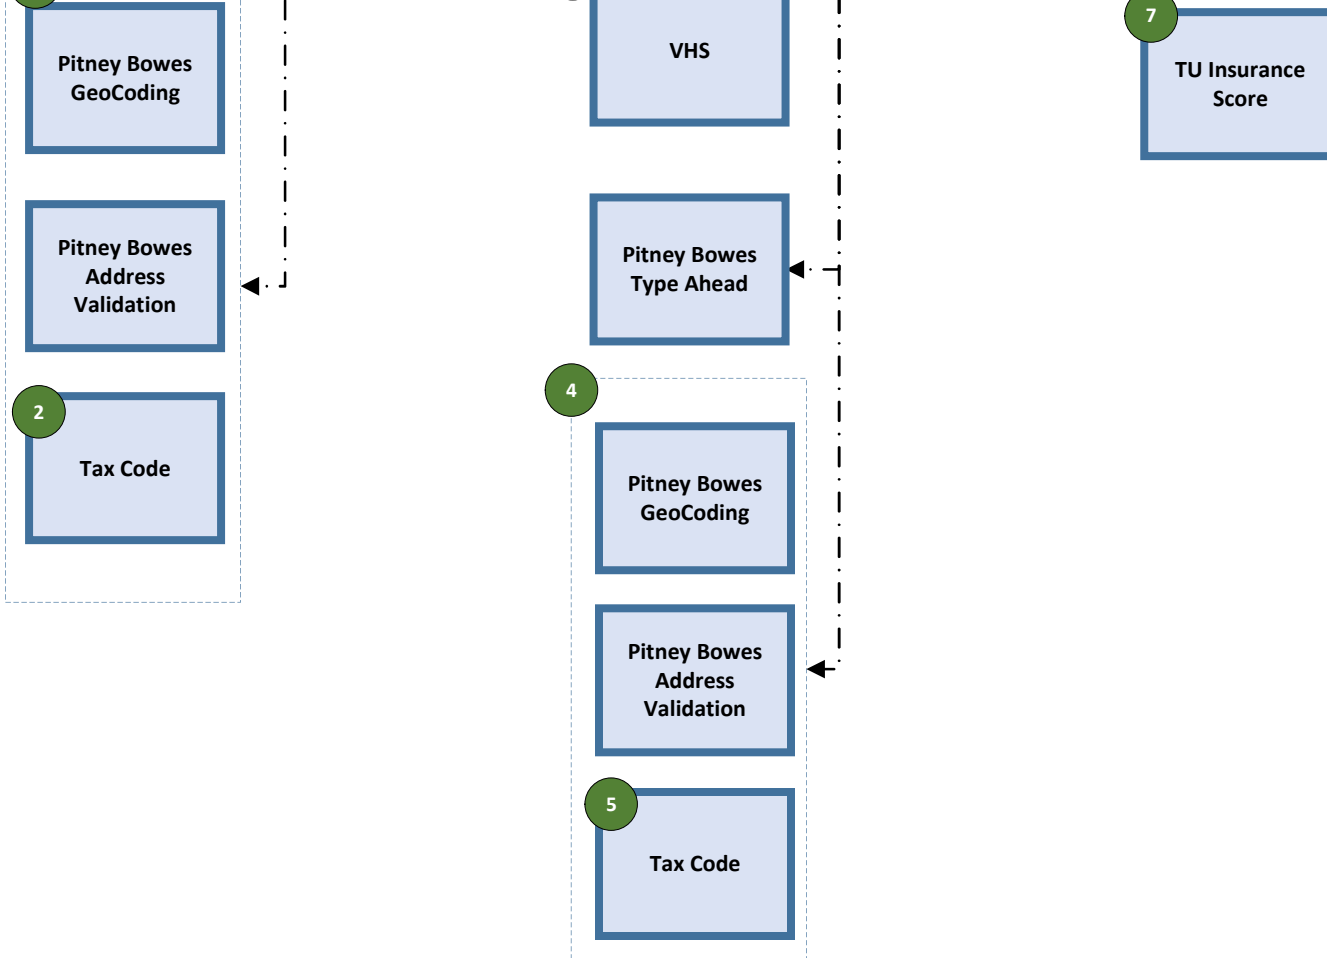 Pitney Bowes
GeoCoding
Pitney Bowes
Address
Validation
2
Tax Code
VHS
Pitney Bowes
Type Ahead
4
Pitney Bowes
GeoCoding
Pitney Bowes
Address
Validation
5
Tax Code
7
TU Insurance
Score